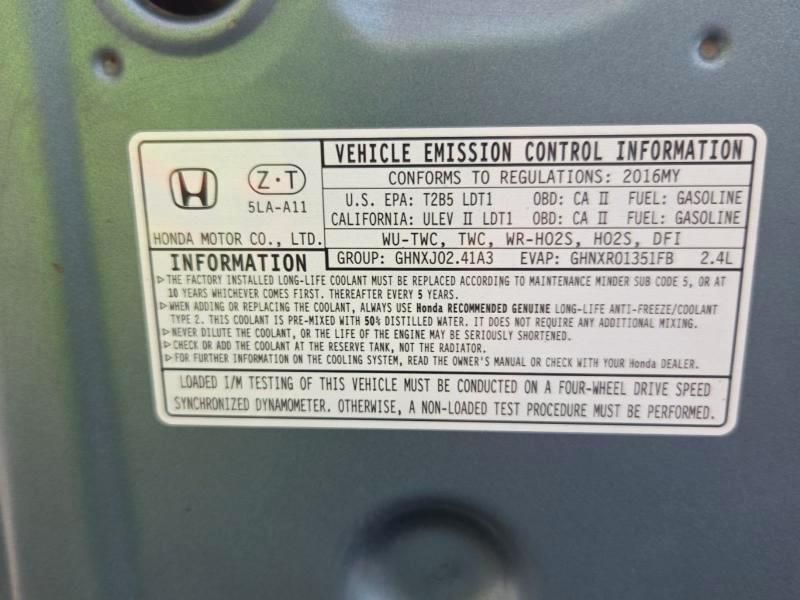 VEHICLE EMISSION CONTROL INFORMATION
Z·T
5LA-A11
HONDA MOTOR CO., LTD.
CONFORMS TO REGULATIONS: 2016MY
U.S. EPA: T2B5 LDT1 OBD: CA II FUEL: GASOLINE
CALIFORNIA: ULEV II LDT1 OBD: CA II FUEL: GASOLINE
WU-TWC, TWC, WR-HO2S, HO2S, DFI
GROUP: GHNXJ02.41A3 EVAP: GHNXR01351FB 2.4L
INFORMATION
▷THE FACTORY INSTALLED LONG-LIFE COOLANT MUST BE REPLACED ACCORDING TO MAINTENANCE MINDER SUB CODE 5, OR AT
10 YEARS WHICHEVER COMES FIRST. THEREAFTER EVERY 5 YEARS.
▷WHEN ADDING OR REPLACING THE COOLANT, ALWAYS USE Honda RECOMMENDED GENUINE LONG-LIFE ANTI-FREEZE/COOLANT
TYPE 2. THIS COOLANT IS PRE-MIXED WITH 50% DISTILLED WATER. IT DOES NOT REQUIRE ANY ADDITIONAL MIXING.
▷NEVER DILUTE THE COOLANT, OR THE LIFE OF THE ENGINE MAY BE SERIOUSLY SHORTENED.
▷CHECK OR ADD THE COOLANT AT THE RESERVE TANK, NOT THE RADIATOR.
▷FOR FURTHER INFORMATION ON THE COOLING SYSTEM, READ THE OWNER'S MANUAL OR CHECK WITH YOUR Honda DEALER.
LOADED I/M TESTING OF THIS VEHICLE MUST BE CONDUCTED ON A FOUR-WHEEL DRIVE SPEED
SYNCHRONIZED DYNAMOMETER. OTHERWISE, A NON-LOADED TEST PROCEDURE MUST BE PERFORMED.